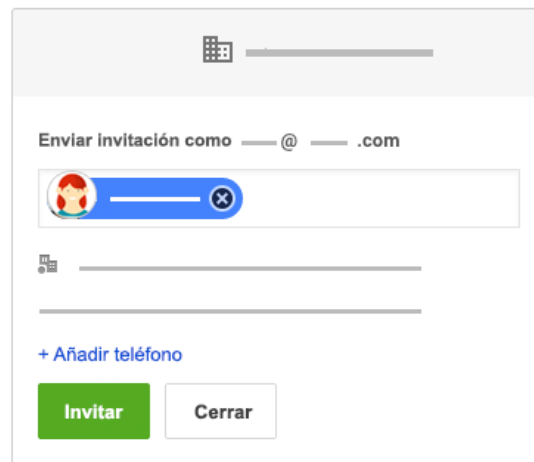 Enviar invitación como @ .com
+ Añadir teléfono
Invitar
Cerrar